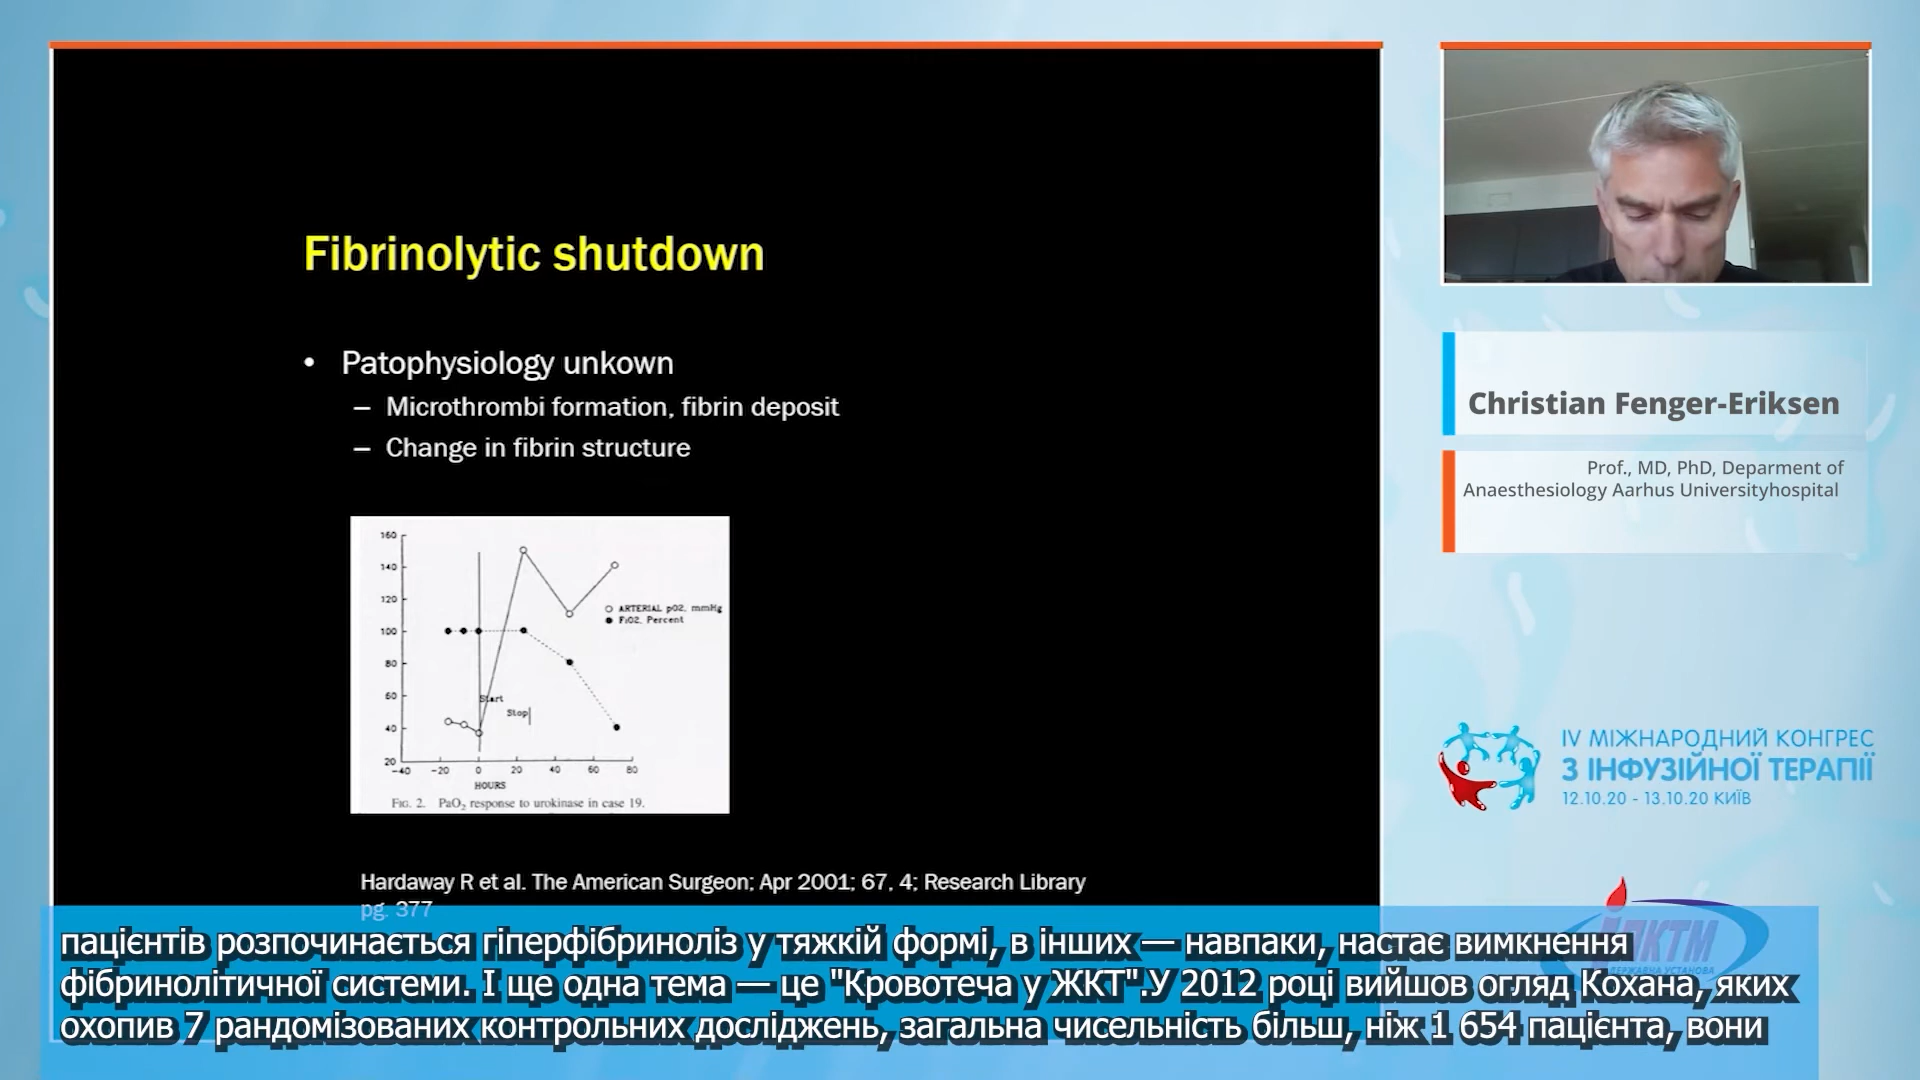 Fibrinolytic shutdown
• Patophysiology unkown
– Microthrombi formation, fibrin deposit
– Change in fibrin structure
160
140
120
100
80
60
40
20
ARTERIAL pO2, mmHg
FiO2, Percent
Start
Stop
-40 -20 0 20 40 60 80
HOURS
FIG. 2. PaO2 response to urokinase in case 19.
Hardaway R et al. The American Surgeon; Apr 2001; 67, 4; Research Library
pg. 377
Christian Fenger-Eriksen
Prof., MD, PhD, Deparment of
Anaesthesiology Aarhus Universityhospital
IV МІЖНАРОДНИЙ КОНГРЕС
З ІНФУЗІЙНОЇ ТЕРАПІЇ
12.10.20 - 13.10.20 КИЇВ
ІПКТМ
ДЕРЖАВНА УСТАНОВА
пацієнтів розпочинається гіперфібриноліз у тяжкій формі, в інших — навпаки, настає вимкнення
фібринолітичної системи. І ще одна тема — це "Кровотеча у ЖКТ".У 2012 році вийшов огляд Кохана, яких
охопив 7 рандомізованих контрольних досліджень, загальна чисельність більш, ніж 1 654 пацієнта, вони